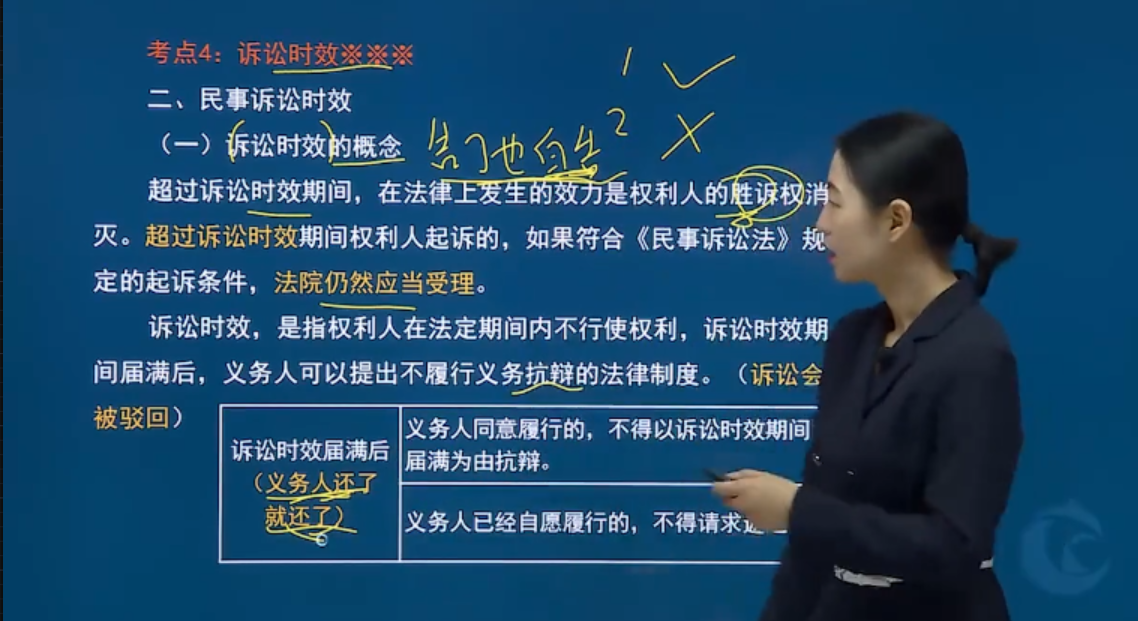 考点4：诉讼时效※※※
二、民事诉讼时效
（一）诉讼时效的概念 告了也白告
1
2
超过诉讼时效期间，在法律上发生的效力是权利人的胜诉权消
灭。超过诉讼时效期间权利人起诉的，如果符合《民事诉讼法》规
定的起诉条件，法院仍然应当受理。
诉讼时效，是指权利人在法定期间内不行使权利，诉讼时效期
间届满后，义务人可以提出不履行义务抗辩的法律制度。（诉讼会
被驳回）
诉讼时效届满后
（义务人还了
就还了）
义务人同意履行的，不得以诉讼时效期间
届满为由抗辩。
义务人已经自愿履行的，不得请求